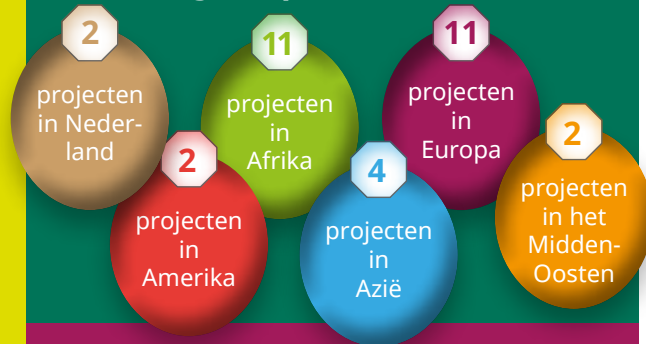 2
projecten
in Neder-
land
2
projecten
in
Amerika
11
projecten
in
Afrika
4
projecten
in
Azië
11
projecten
in
Europa
2
projecten
in het
Midden-
Oosten